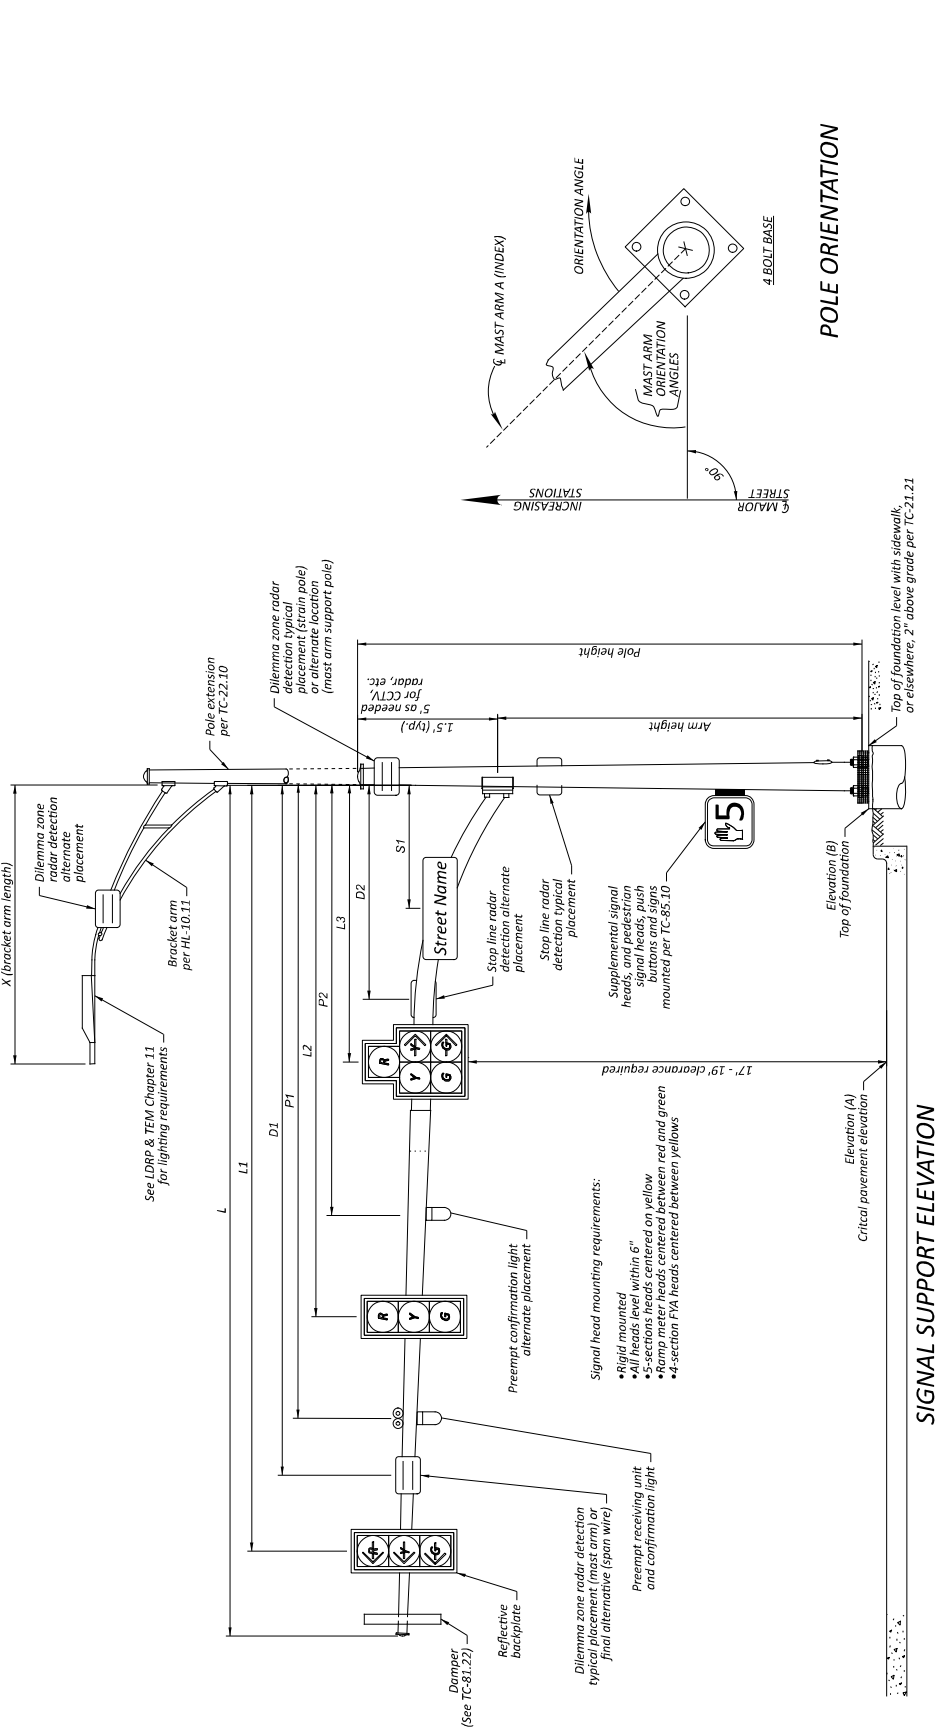 X (bracket arm length)
Dilemma zone
radar detection
alternate
placement
See LDRP & TEM Chapter 11
for lighting requirements
Bracket arm
per HL-10.11
Pole extension
per TC-22.10
Dilemma zone radar
detection typical
placement (strain pole)
or alternate location
(mast arm support pole)
L
L1
D1
P1
L2
P2
L3
D2
S1
5' as needed
for CCTV,
radar, etc.
1.5' (typ.)
Pole height
Arm height
R
Y
G
R
Y
G
R
Y
Y
G
G
Street Name
5
Damper
(See TC-81.22)
Reflective
backplate
Dilemma zone radar detection
typical placement (mast arm) or
final alternative (span wire)
Preempt receiving unit
and confirmation light
Preempt confirmation light
alternate placement
Stop line radar
detection alternate
placement
Stop line radar
detection typical
placement
Signal head mounting requirements:
•Rigid mounted
•All heads level within 6"
•5-sections heads centered on yellow
•Ramp meter heads centered between red and green
•4-section FYA heads centered between yellows
Supplemental signal
heads, and pedestrian
signal heads, push
buttons and signs
mounted per TC-85.10
17' - 19' clearance required
Elevation (A)
Critcal pavement elevation
Elevation (B)
Top of foundation
Top of foundation level with sidewalk,
or elsewhere, 2" above grade per TC-21.21
SIGNAL SUPPORT ELEVATION
℄ MAST ARM A (INDEX)
ORIENTATION ANGLE
MAST ARM
ORIENTATION
ANGLES
90°
INCREASING
STATIONS
℄ MAJOR
STREET
4 BOLT BASE
POLE ORIENTATION